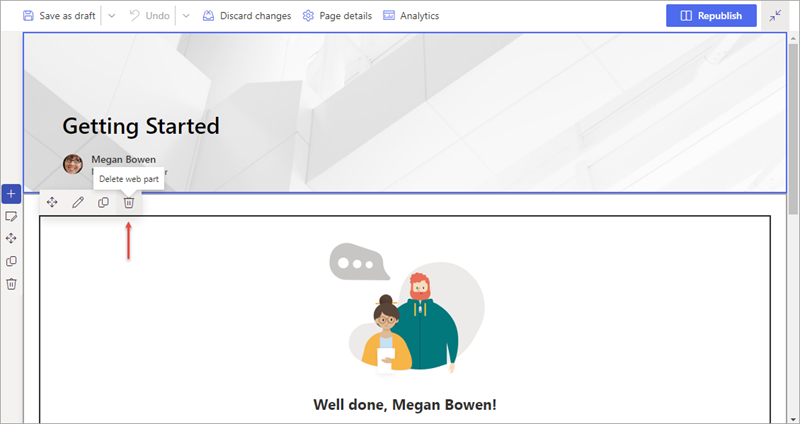 Save as draft Undo Discard changes Page details Analytics Republish
Getting Started
Megan Bowen
Delete web part
Well done, Megan Bowen!